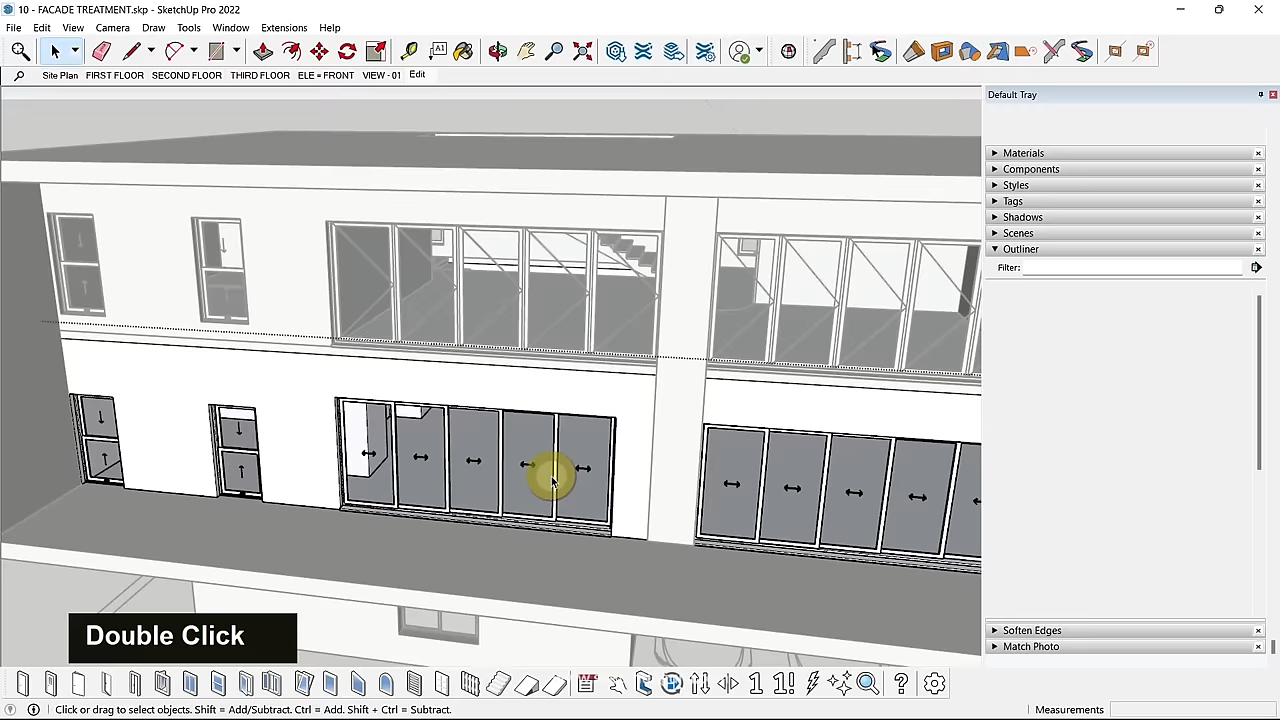 10 - FACADE TREATMENT.skp - SketchUp Pro 2022
File Edit View Camera Draw Tools Window Extensions Help
Site Plan FIRST FLOOR SECOND FLOOR THIRD FLOOR ELE = FRONT VIEW - 01 Edit
Default Tray
Materials
Components
Styles
Tags
Shadows
Scenes
Outliner
Filter:
Double Click
Soften Edges
Match Photo
Click or drag to select objects. Shift = Add/Subtract. Ctrl = Add. Shift + Ctrl = Subtract.
Measurements